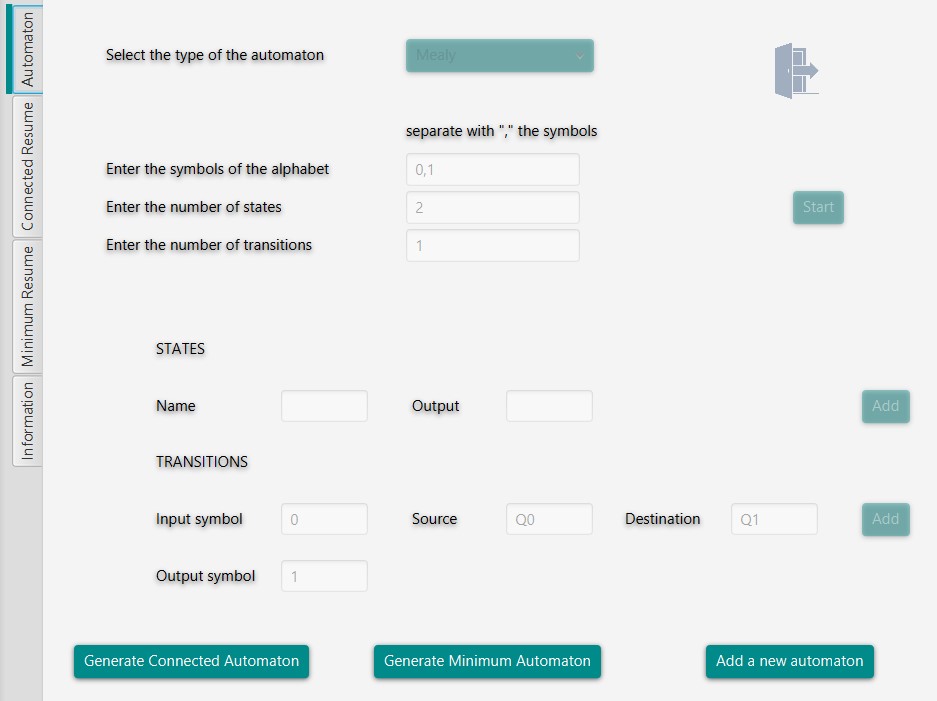 Automaton
Connected Resume
Minimum Resume
Information
Select the type of the automaton
Mealy
separate with "," the symbols
Enter the symbols of the alphabet
0,1
Enter the number of states
2
Start
Enter the number of transitions
1
STATES
Name
Output
Add
TRANSITIONS
Input symbol
0
Source
Q0
Destination
Q1
Add
Output symbol
1
Generate Connected Automaton
Generate Minimum Automaton
Add a new automaton